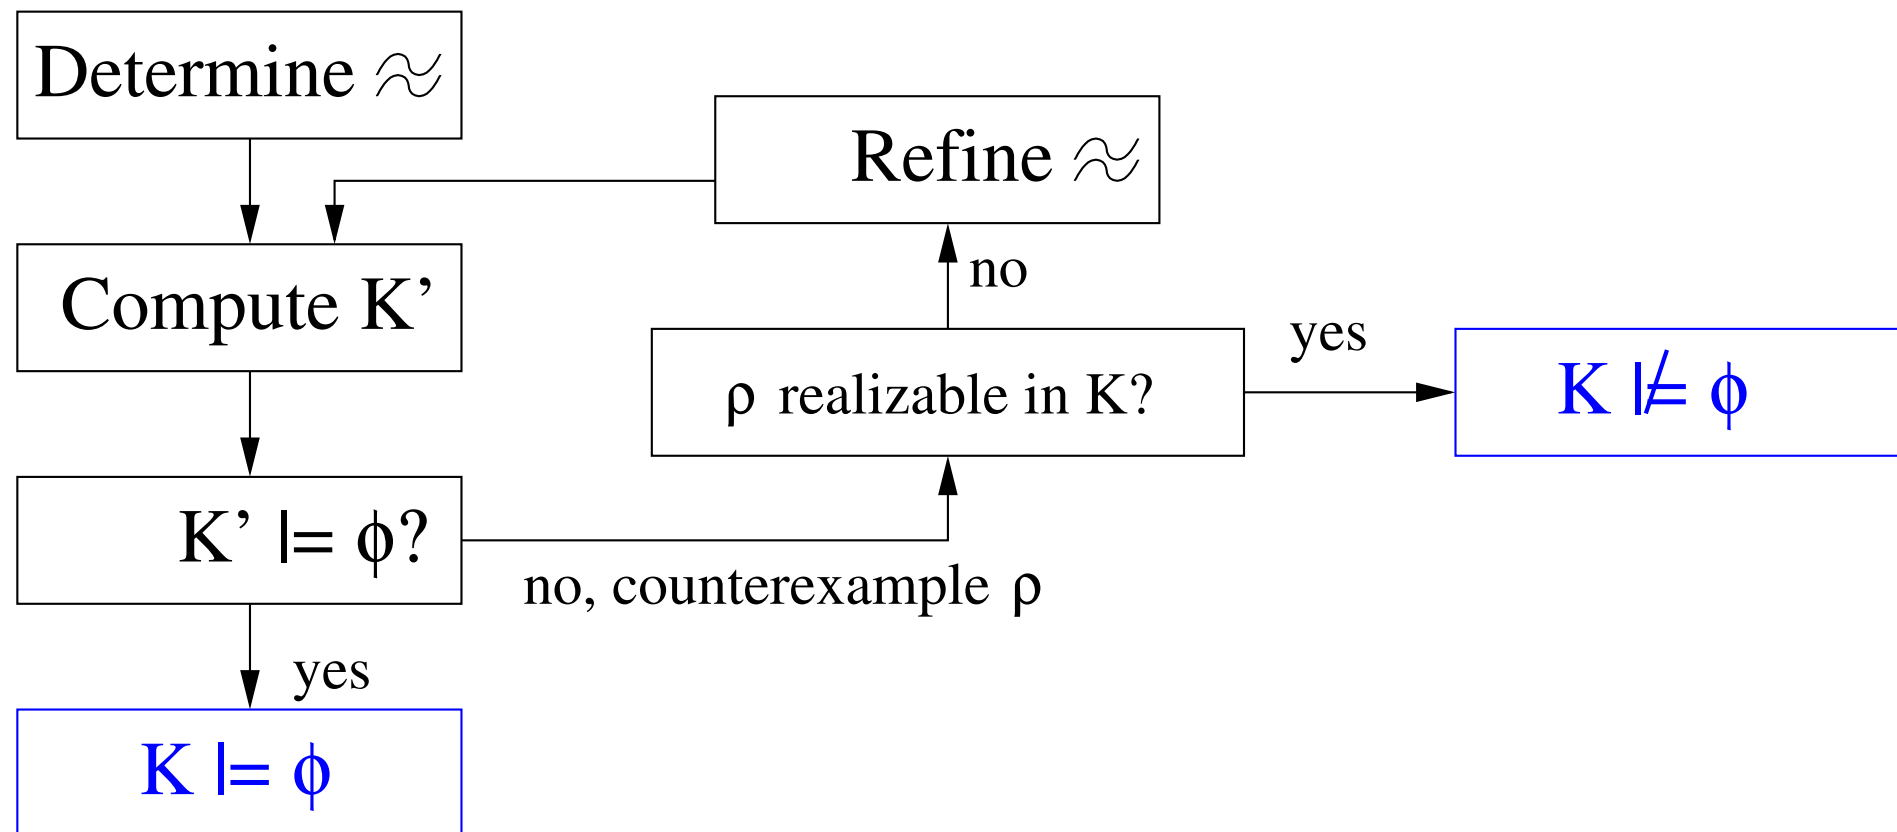 Determine ≈
Refine ≈
no
Compute K’
yes
ρ realizable in K?
K |≠ ϕ
K’ |= ϕ?
no, counterexample ρ
yes
K |= ϕ